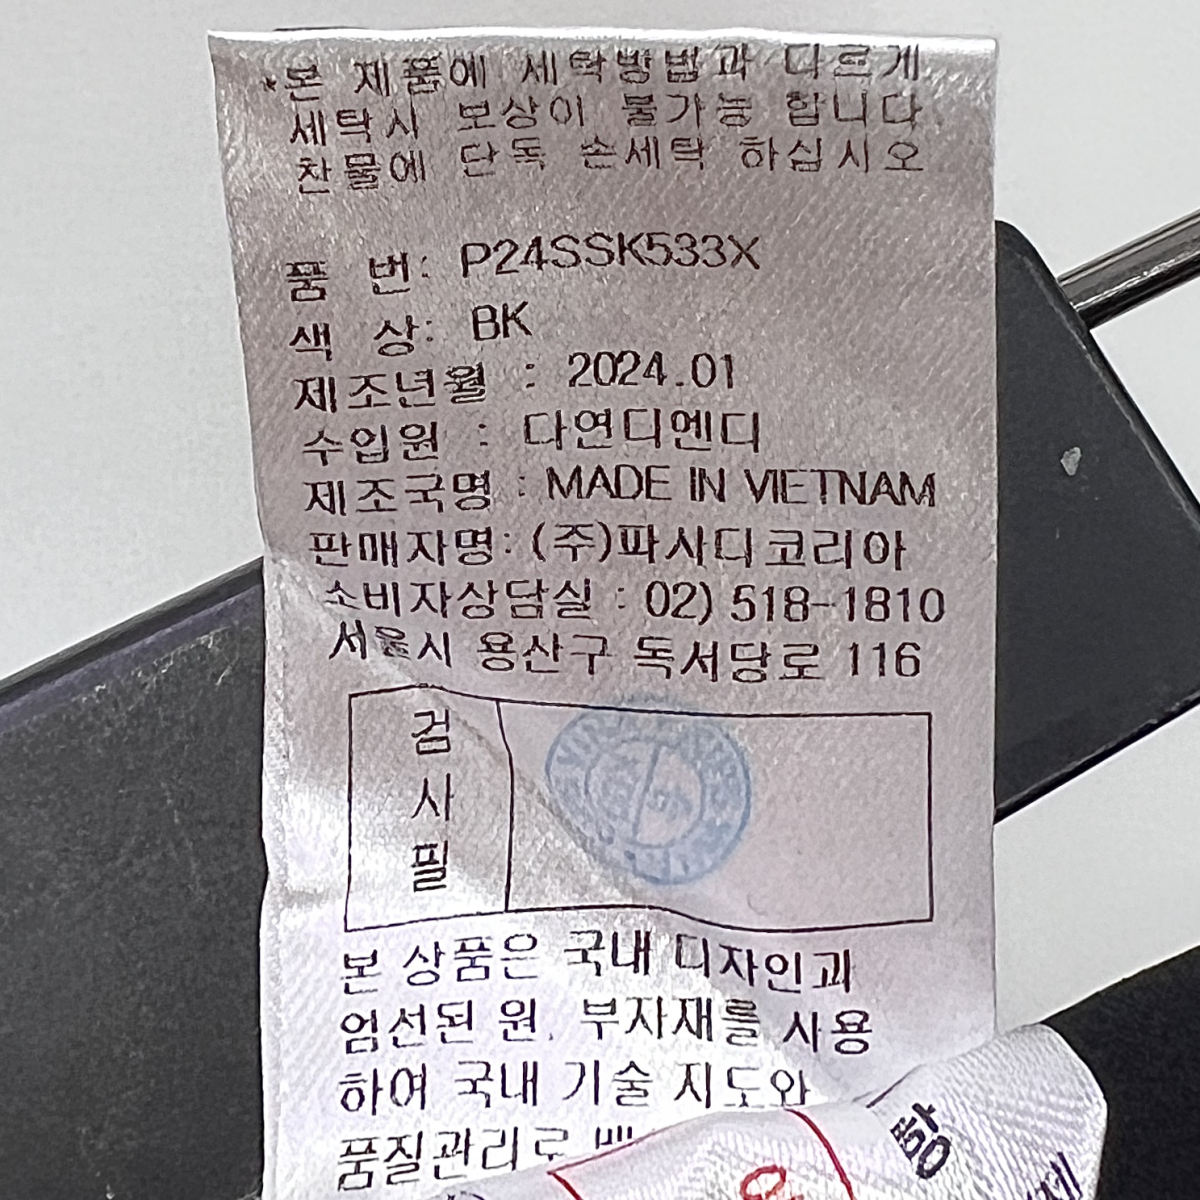 *본 제품에 세탁방법과 다르게
세탁시 보상이 불가능 합니다.
찬물에 단독 손세탁 하십시오
품 번: P24SSK533X
색 상: BK
제조년월 : 2024.01
수입원 : 다연디엔디
제조국명 : MADE IN VIETNAM
판매자명: (주)파시디코리아
소비자상담실 : 02) 518-1810
서울시 용산구 독서당로 116
검
사
필
본 상품은 국내 디자인과
엄선된 원. 부자재를 사용
하여 국내 기술 지도와
품질관리로